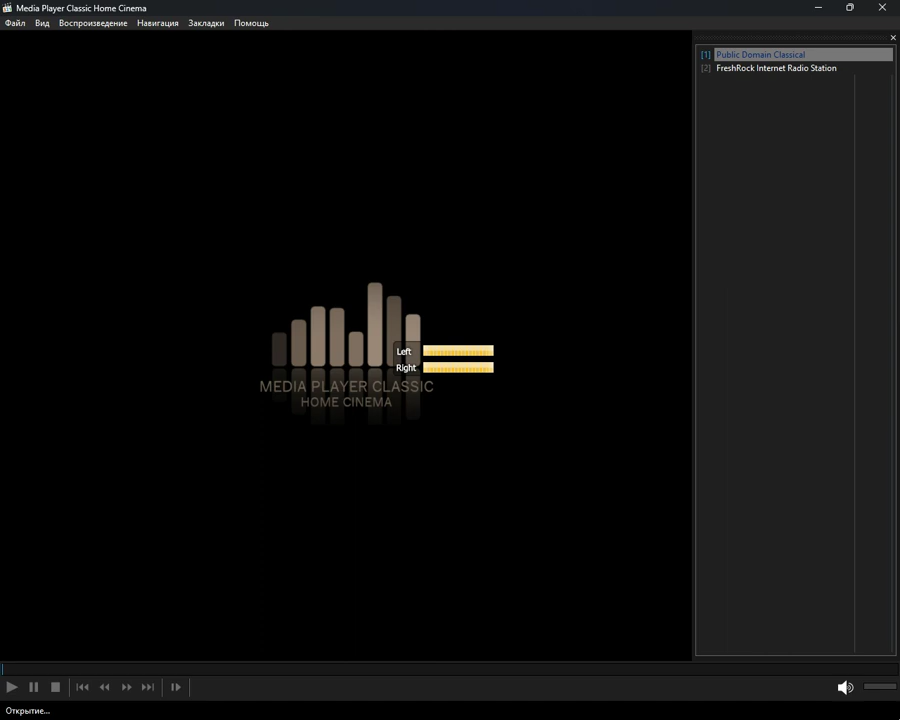 Media Player Classic Home Cinema
Файл Вид Воспроизведение Навигация Закладки Помощь
[1] Public Domain Classical
[2] FreshRock Internet Radio Station
Left
Right
MEDIA PLAYER CLASSIC
HOME CINEMA
Открытие...